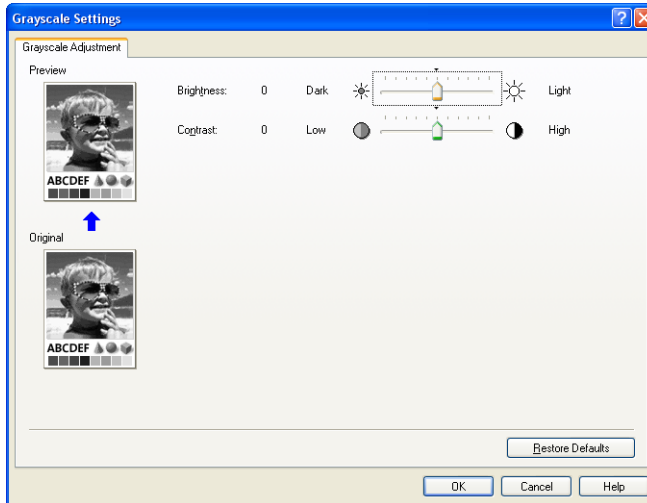 Grayscale Settings
Grayscale Adjustment
Preview
Brightness: 0 Dark Light
Contrast: 0 Low High
ABCDEF
Original
ABCDEF
Restore Defaults
OK Cancel Help